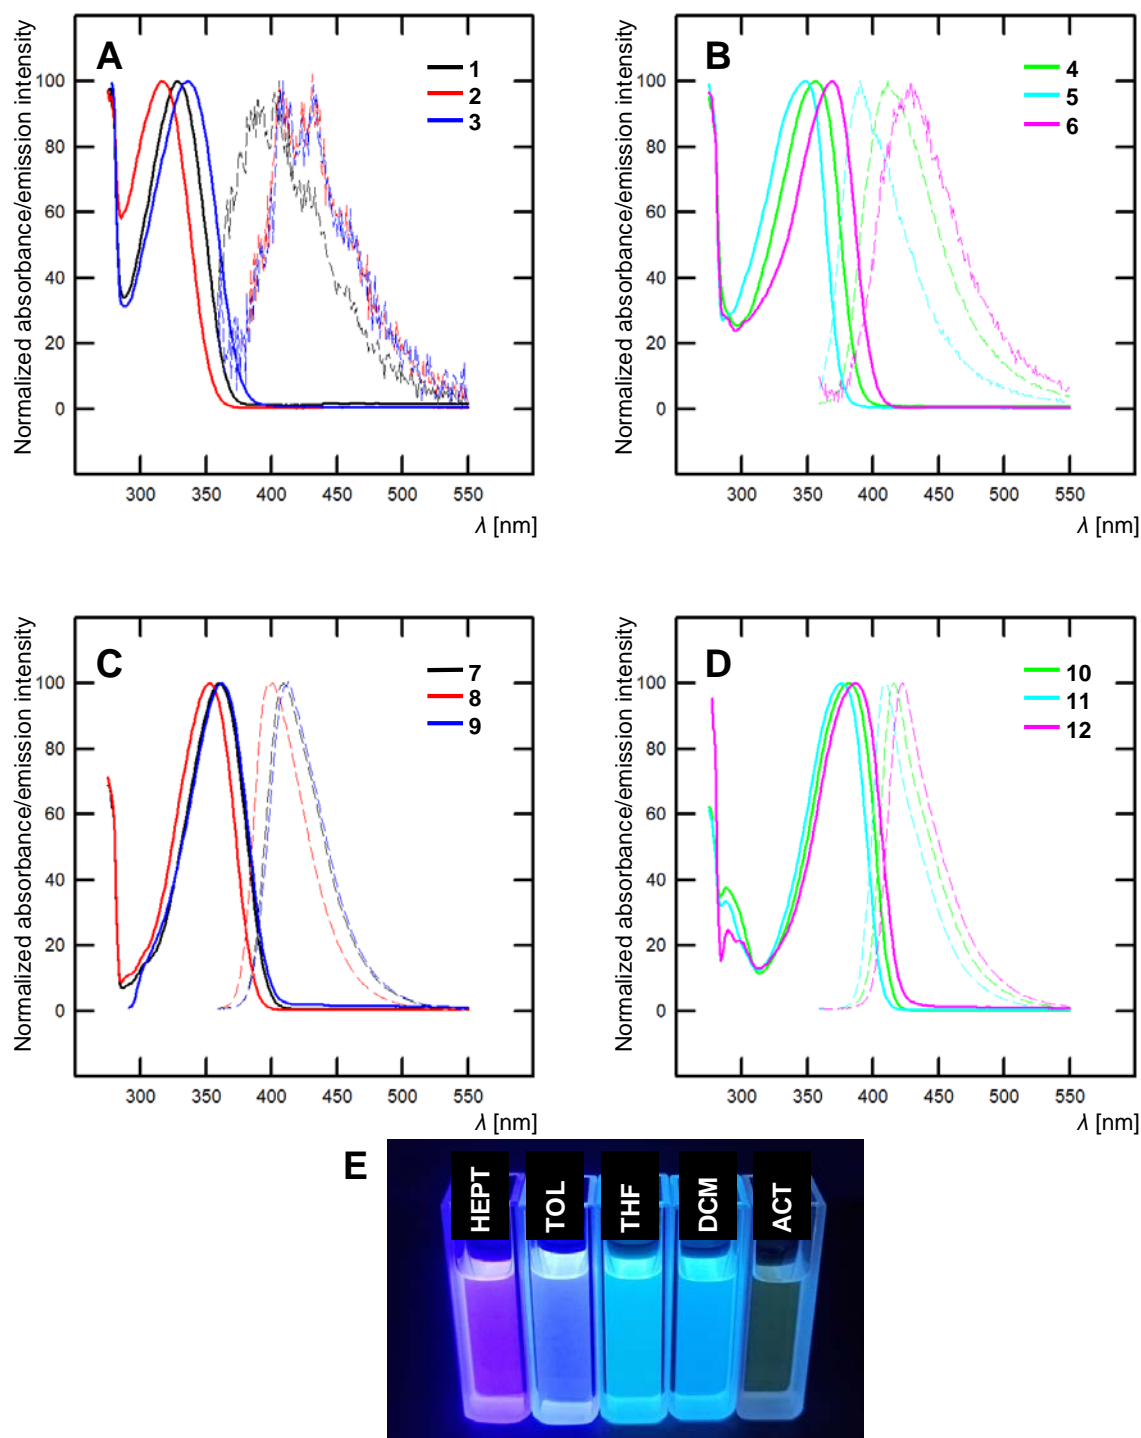 A
Normalized absorbance/emission intensity
1
2
3
100
80
60
40
20
0
300 350 400 450 500 550
λ [nm]
B
Normalized absorbance/emission intensity
4
5
6
100
80
60
40
20
0
300 350 400 450 500 550
λ [nm]
C
Normalized absorbance/emission intensity
7
8
9
100
80
60
40
20
0
300 350 400 450 500 550
λ [nm]
D
Normalized absorbance/emission intensity
10
11
12
100
80
60
40
20
0
300 350 400 450 500 550
λ [nm]
E
HEPT
TOL
THF
DCM
ACT